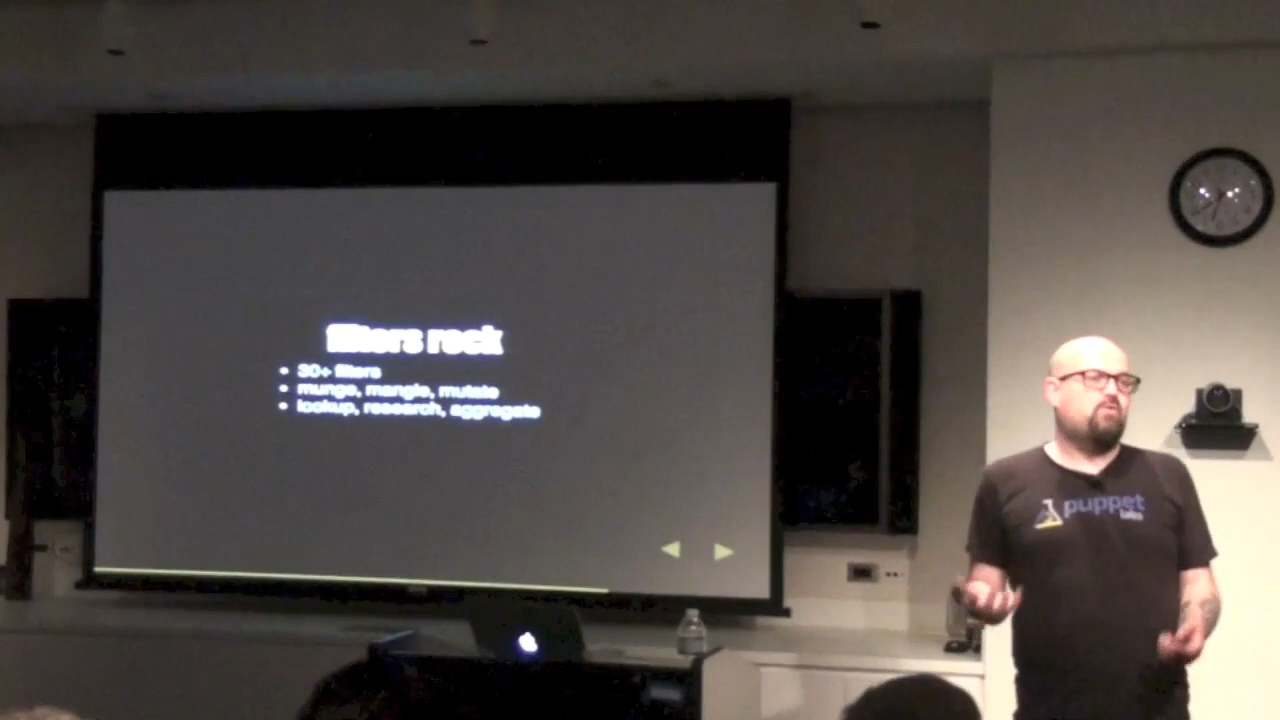 filters rock
30+ filters
munge, mangle, mutate
lookup, research, aggregate
puppet
labs